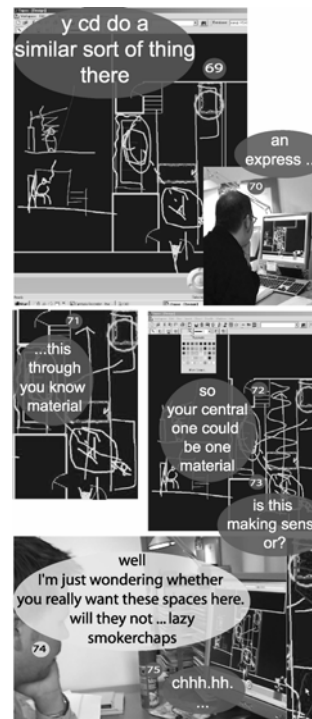 y cd do a
similar sort of thing
there
69
an
express ..
70
71
...this
through
you know
material
72
so
your central
one could
be one
material
73
is this
making sens
or?
well
I'm just wondering whether
you really want these spaces here.
will they not ... lazy
smokerchaps
74
75
chhh.hh.
...